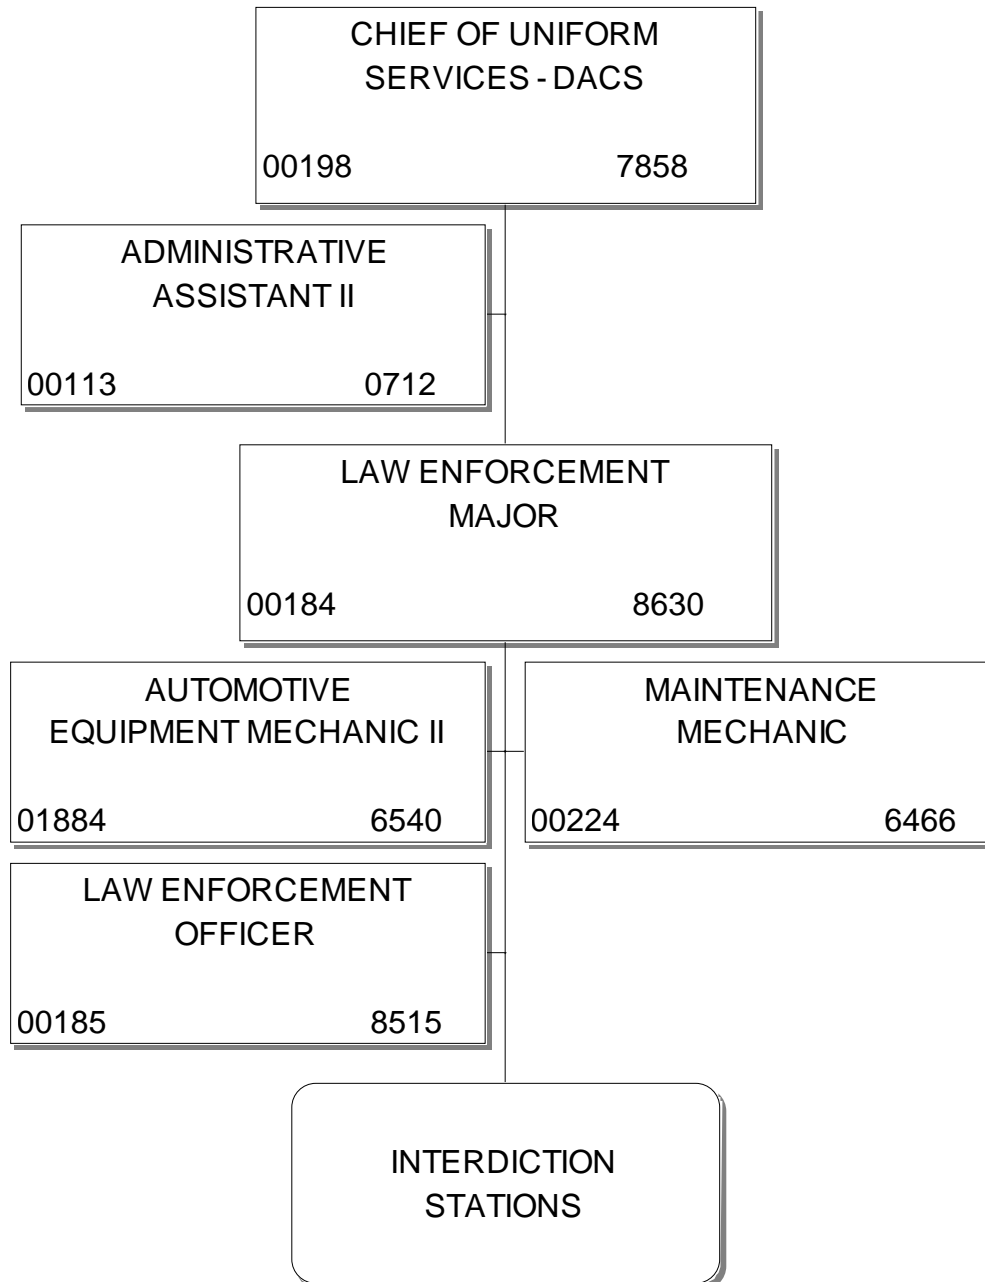 CHIEF OF UNIFORM
SERVICES - DACS
00198 7858
ADMINISTRATIVE
ASSISTANT II
00113 0712
LAW ENFORCEMENT
MAJOR
00184 8630
AUTOMOTIVE
EQUIPMENT MECHANIC II
01884 6540
MAINTENANCE
MECHANIC
00224 6466
LAW ENFORCEMENT
OFFICER
00185 8515
INTERDICTION
STATIONS